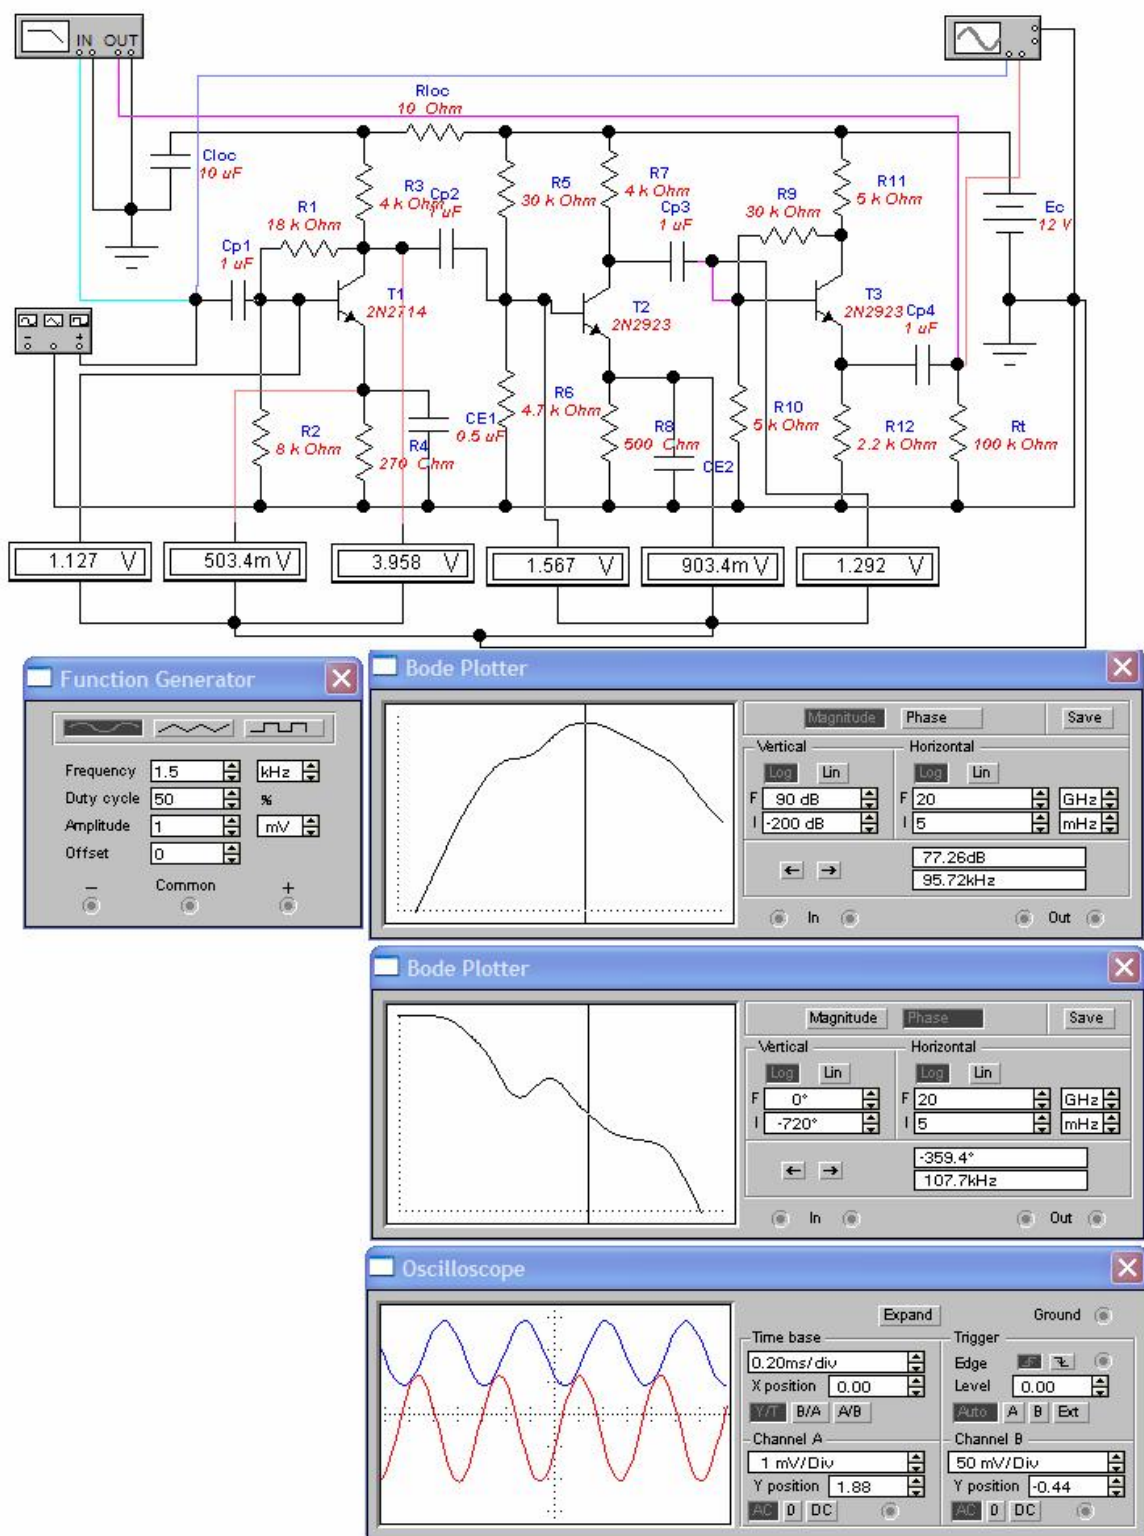 IN OUT
Rloc
10 Ohm
Cloc
10 uF
R3
4 k Ohm
Cp2
1 uF
R1
18 k Ohm
Cp1
1 uF
T1
2N2714
R5
30 k Ohm
R7
4 k Ohm
Cp3
1 uF
R9
30 k Ohm
R11
5 k Ohm
Ec
12 V
T2
2N2923
T3
2N2923
Cp4
1 uF
R2
8 k Ohm
R4
270 Ohm
CE1
0.5 uF
R6
4.7 k Ohm
R8
500 Ohm
CE2
R10
5 k Ohm
R12
2.2 k Ohm
Rt
100 k Ohm
1.127 V
503.4m V
3.958 V
1.567 V
903.4m V
1.292 V
Function Generator
Frequency 1.5 kHz
Duty cycle 50 %
Amplitude 1 mV
Offset 0
− Common +
Bode Plotter
Magnitude Phase Save
Vertical Horizontal
Log Lin Log Lin
F 90 dB F 20 GHz
I -200 dB I 5 mHz
77.26dB
95.72kHz
In Out
Bode Plotter
Magnitude Phase Save
Vertical Horizontal
Log Lin Log Lin
F 0° F 20 GHz
I -720° I 5 mHz
-359.4°
107.7kHz
In Out
Oscilloscope
Expand Ground
Time base Trigger
0.20ms/div Edge
X position 0.00 Level 0.00
Y/T B/A A/B Auto A B Ext
Channel A Channel B
1 mV/Div 50 mV/Div
Y position 1.88 Y position -0.44
AC 0 DC AC 0 DC